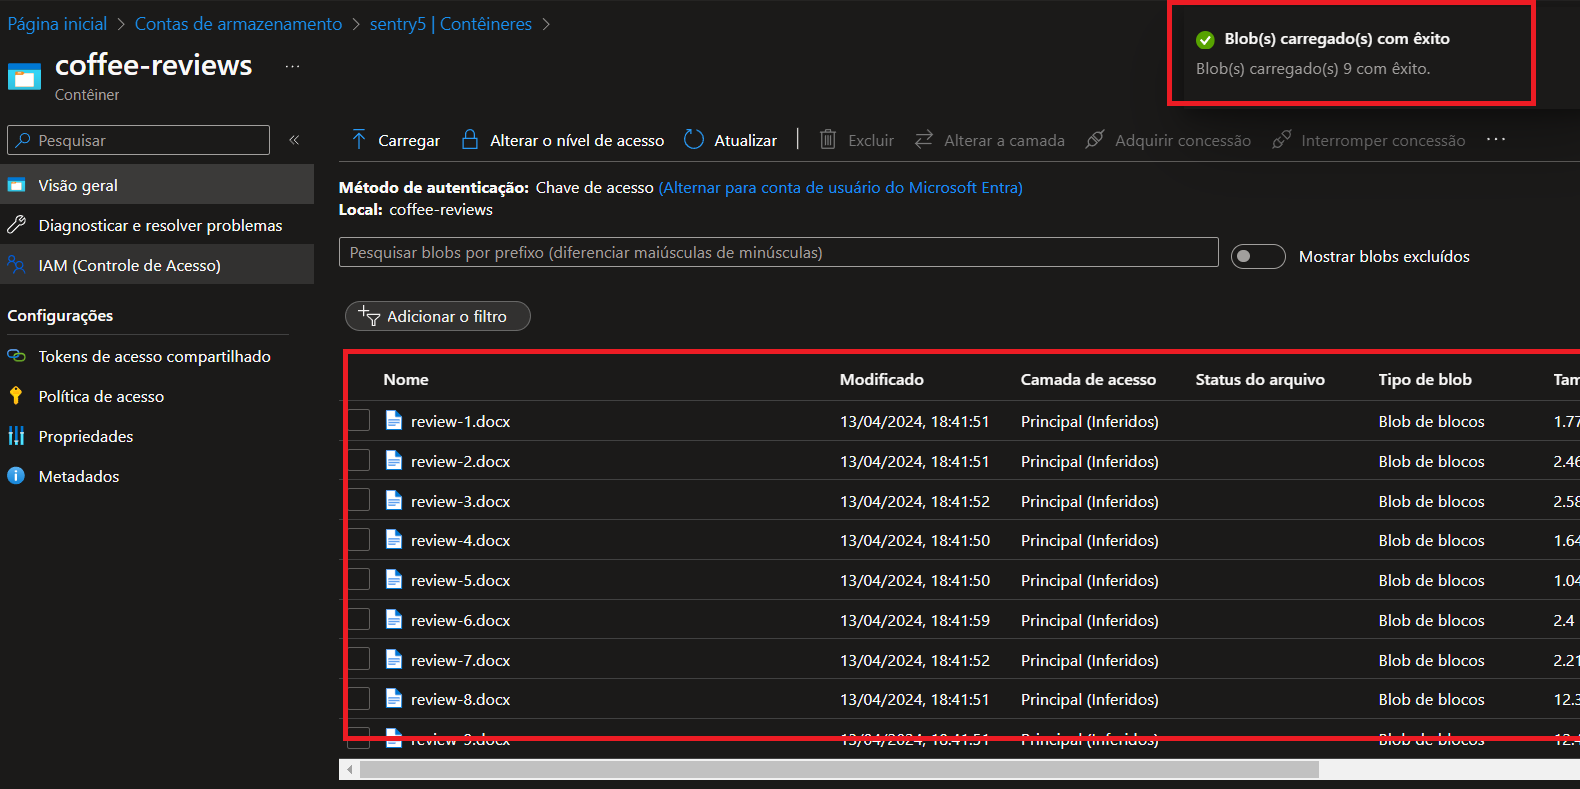 Página inicial > Contas de armazenamento > sentry5 | Contêineres >
coffee-reviews ...
Contêiner
Blob(s) carregado(s) com êxito
Blob(s) carregado(s) 9 com êxito.
Pesquisar «
Visão geral
Diagnosticar e resolver problemas
IAM (Controle de Acesso)
Configurações
Tokens de acesso compartilhado
Política de acesso
Propriedades
Metadados
Carregar Alterar o nível de acesso Atualizar | Excluir Alterar a camada Adquirir concessão Interromper concessão ...
Método de autenticação: Chave de acesso (Alternar para conta de usuário do Microsoft Entra)
Local: coffee-reviews
Pesquisar blobs por prefixo (diferenciar maiúsculas de minúsculas) Mostrar blobs excluídos
Adicionar o filtro
Nome Modificado Camada de acesso Status do arquivo Tipo de blob Tam
review-1.docx 13/04/2024, 18:41:51 Principal (Inferidos) Blob de blocos 1.77
review-2.docx 13/04/2024, 18:41:51 Principal (Inferidos) Blob de blocos 2.46
review-3.docx 13/04/2024, 18:41:52 Principal (Inferidos) Blob de blocos 2.58
review-4.docx 13/04/2024, 18:41:50 Principal (Inferidos) Blob de blocos 1.64
review-5.docx 13/04/2024, 18:41:50 Principal (Inferidos) Blob de blocos 1.04
review-6.docx 13/04/2024, 18:41:59 Principal (Inferidos) Blob de blocos 2.4
review-7.docx 13/04/2024, 18:41:52 Principal (Inferidos) Blob de blocos 2.21
review-8.docx 13/04/2024, 18:41:51 Principal (Inferidos) Blob de blocos 12.3
review-9.docx 13/04/2024, 18:41:51 Principal (Inferidos) Blob de blocos